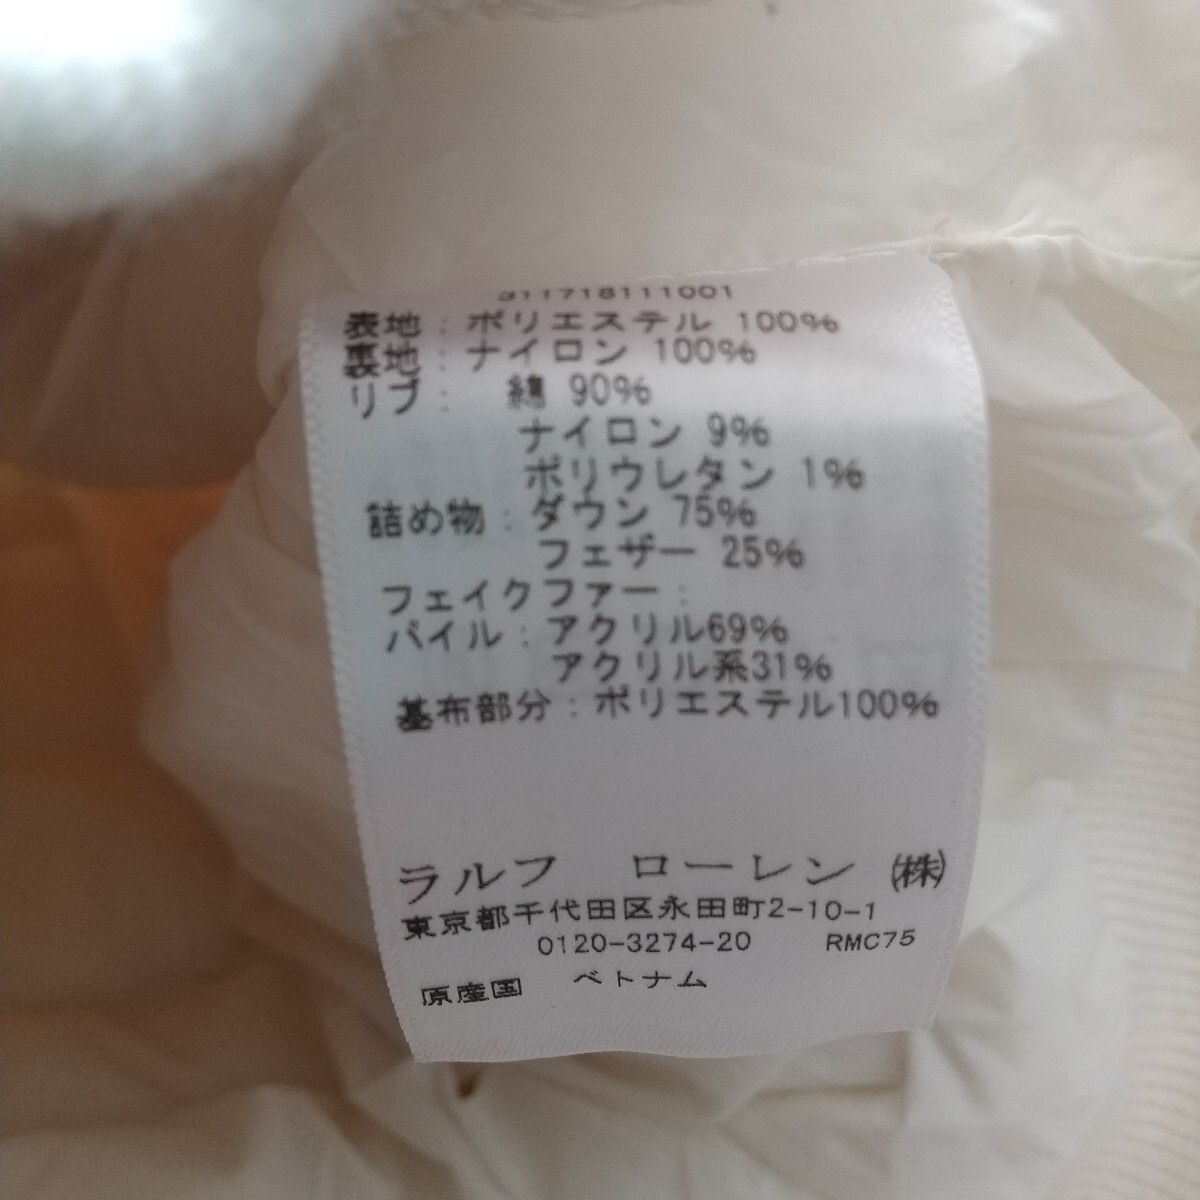 311718111001
表地：ポリエステル 100%
裏地：ナイロン 100%
リブ： 綿 90%
ナイロン 9%
ポリウレタン 1%
詰め物：ダウン 75%
フェザー 25%
フェイクファー：
パイル：アクリル69%
アクリル系31%
基布部分：ポリエステル100%
ラルフ ローレン ㈱
東京都千代田区永田町2-10-1
0120-3274-20 RMC75
原産国 ベトナム